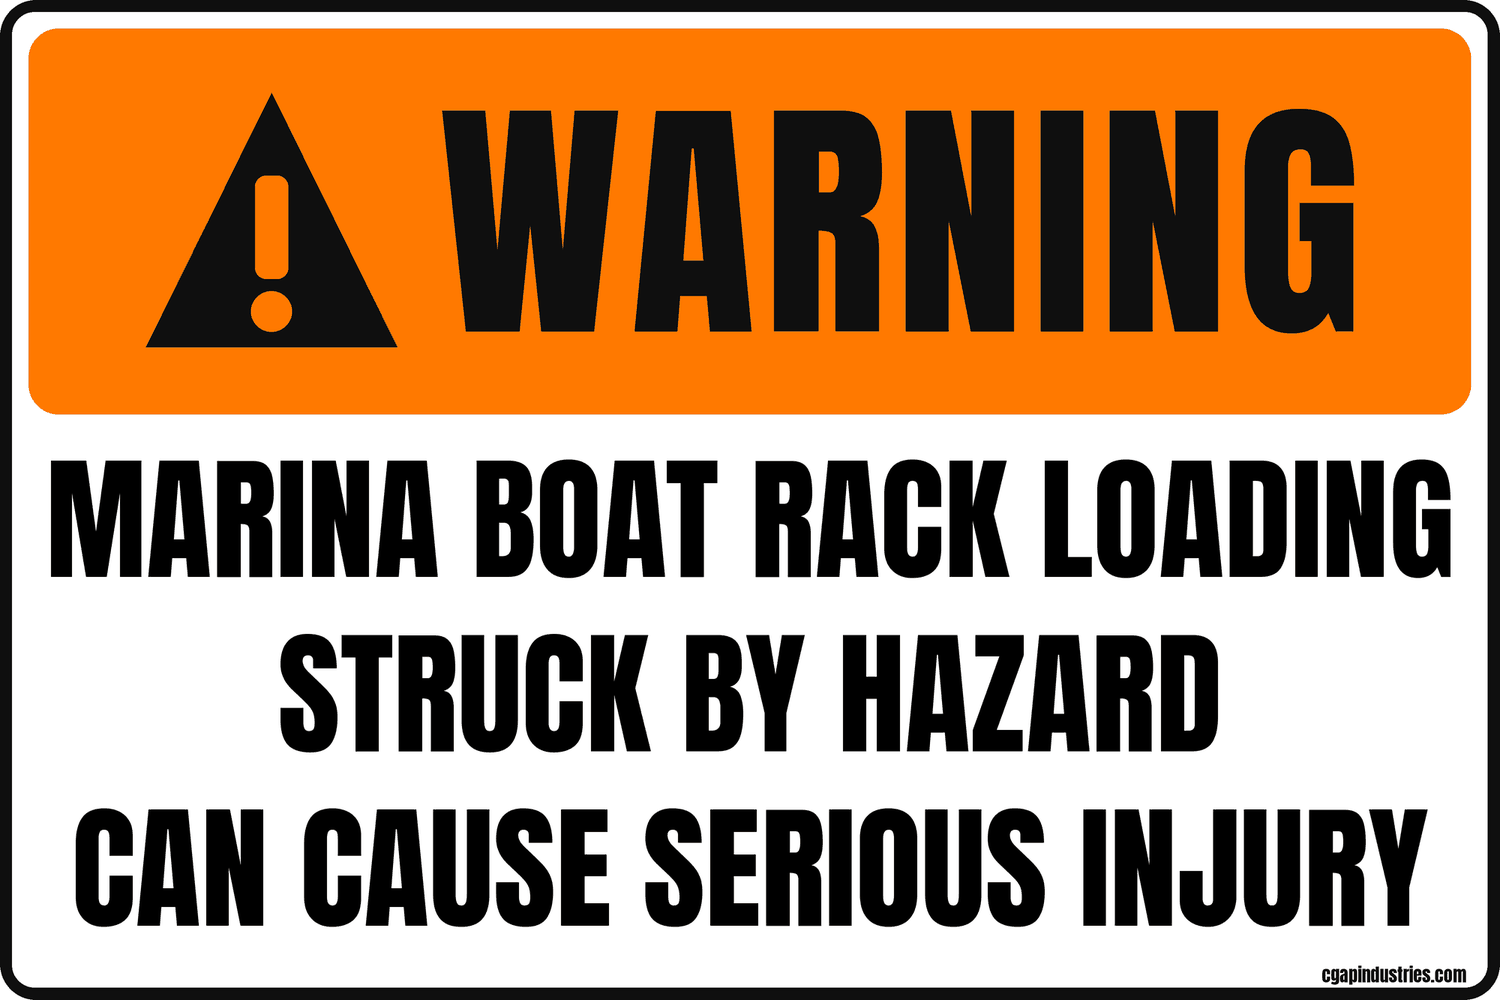 WARNING
MARINA BOAT RACK LOADING
STRUCK BY HAZARD
CAN CAUSE SERIOUS INJURY
cgapindustries.com